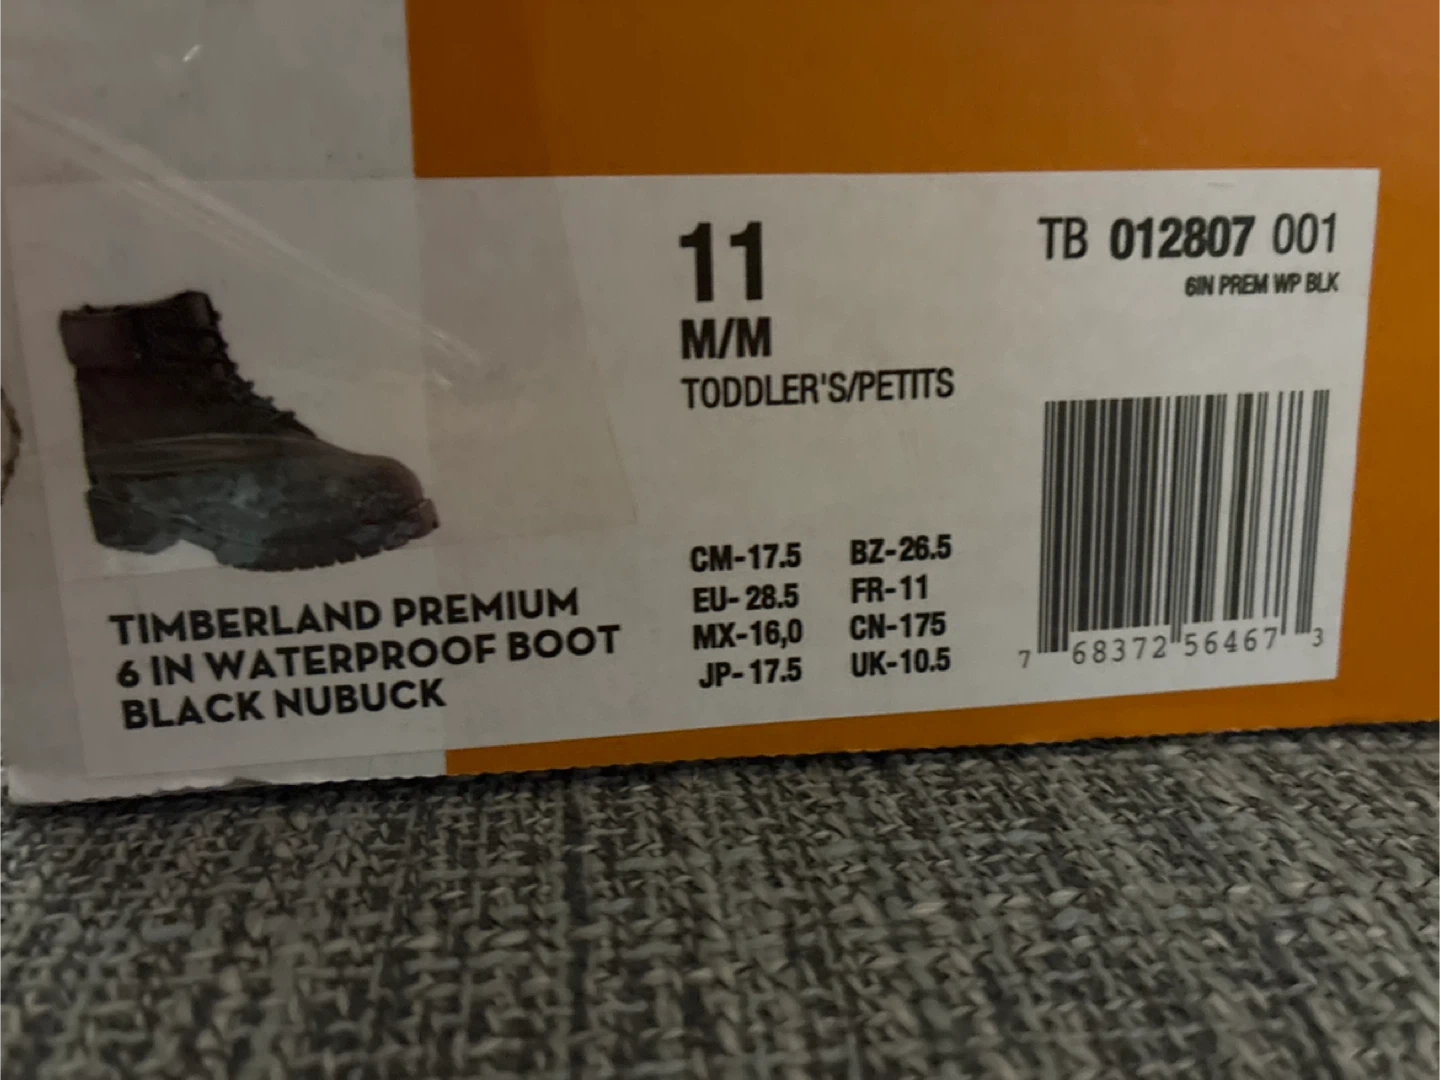 11
M/M
TODDLER'S/PETITS
TB 012807 001
6IN PREM WP BLK
TIMBERLAND PREMIUM
6 IN WATERPROOF BOOT
BLACK NUBUCK
CM-17.5 BZ-26.5
EU- 28.5 FR-11
MX-16,0 CN-175
JP- 17.5 UK-10.5
7 68372 56467 3